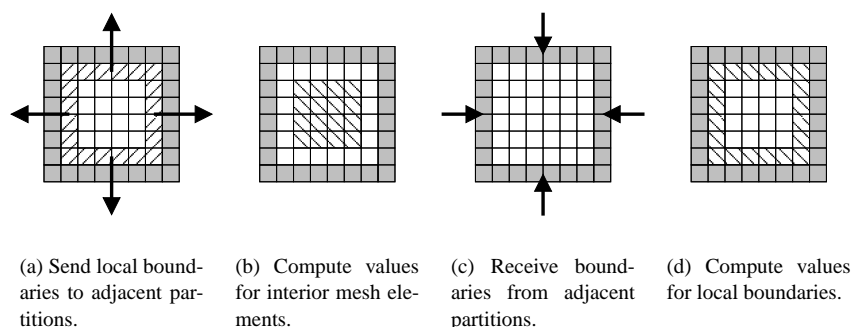 (a) Send local bound-
aries to adjacent par-
titions.
(b) Compute values
for interior mesh ele-
ments.
(c) Receive bound-
aries from adjacent
partitions.
(d) Compute values
for local boundaries.